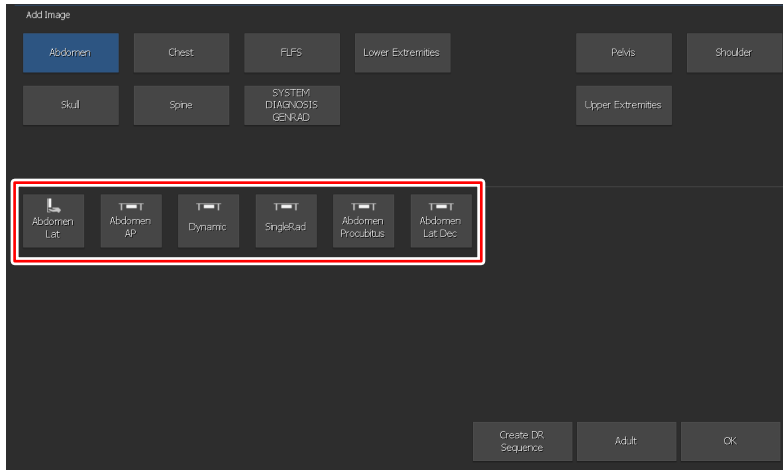 Add Image
Abdomen
Chest
FLFS
Lower Extremities
Pelvis
Shoulder
Skull
Spine
SYSTEM
DIAGNOSIS
GENRAD
Upper Extremities
Abdomen
Lat
Abdomen
AP
Dynamic
SingleRad
Abdomen
Procubitus
Abdomen
Lat Dec
Create DR
Sequence
Adult
OK